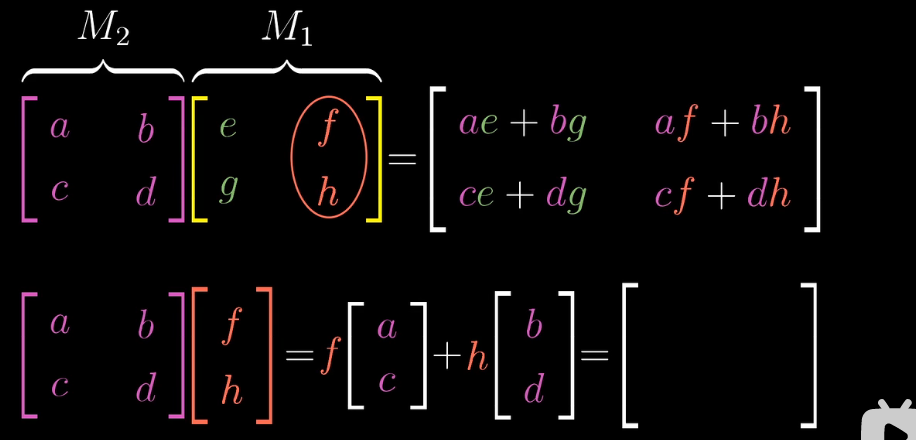 M₂ M₁
[a b; c d] [e f; g h] = [ae + bg af + bh; ce + dg cf + dh]
[a b; c d] [f; h] = f [a; c] + h [b; d] = [ ]